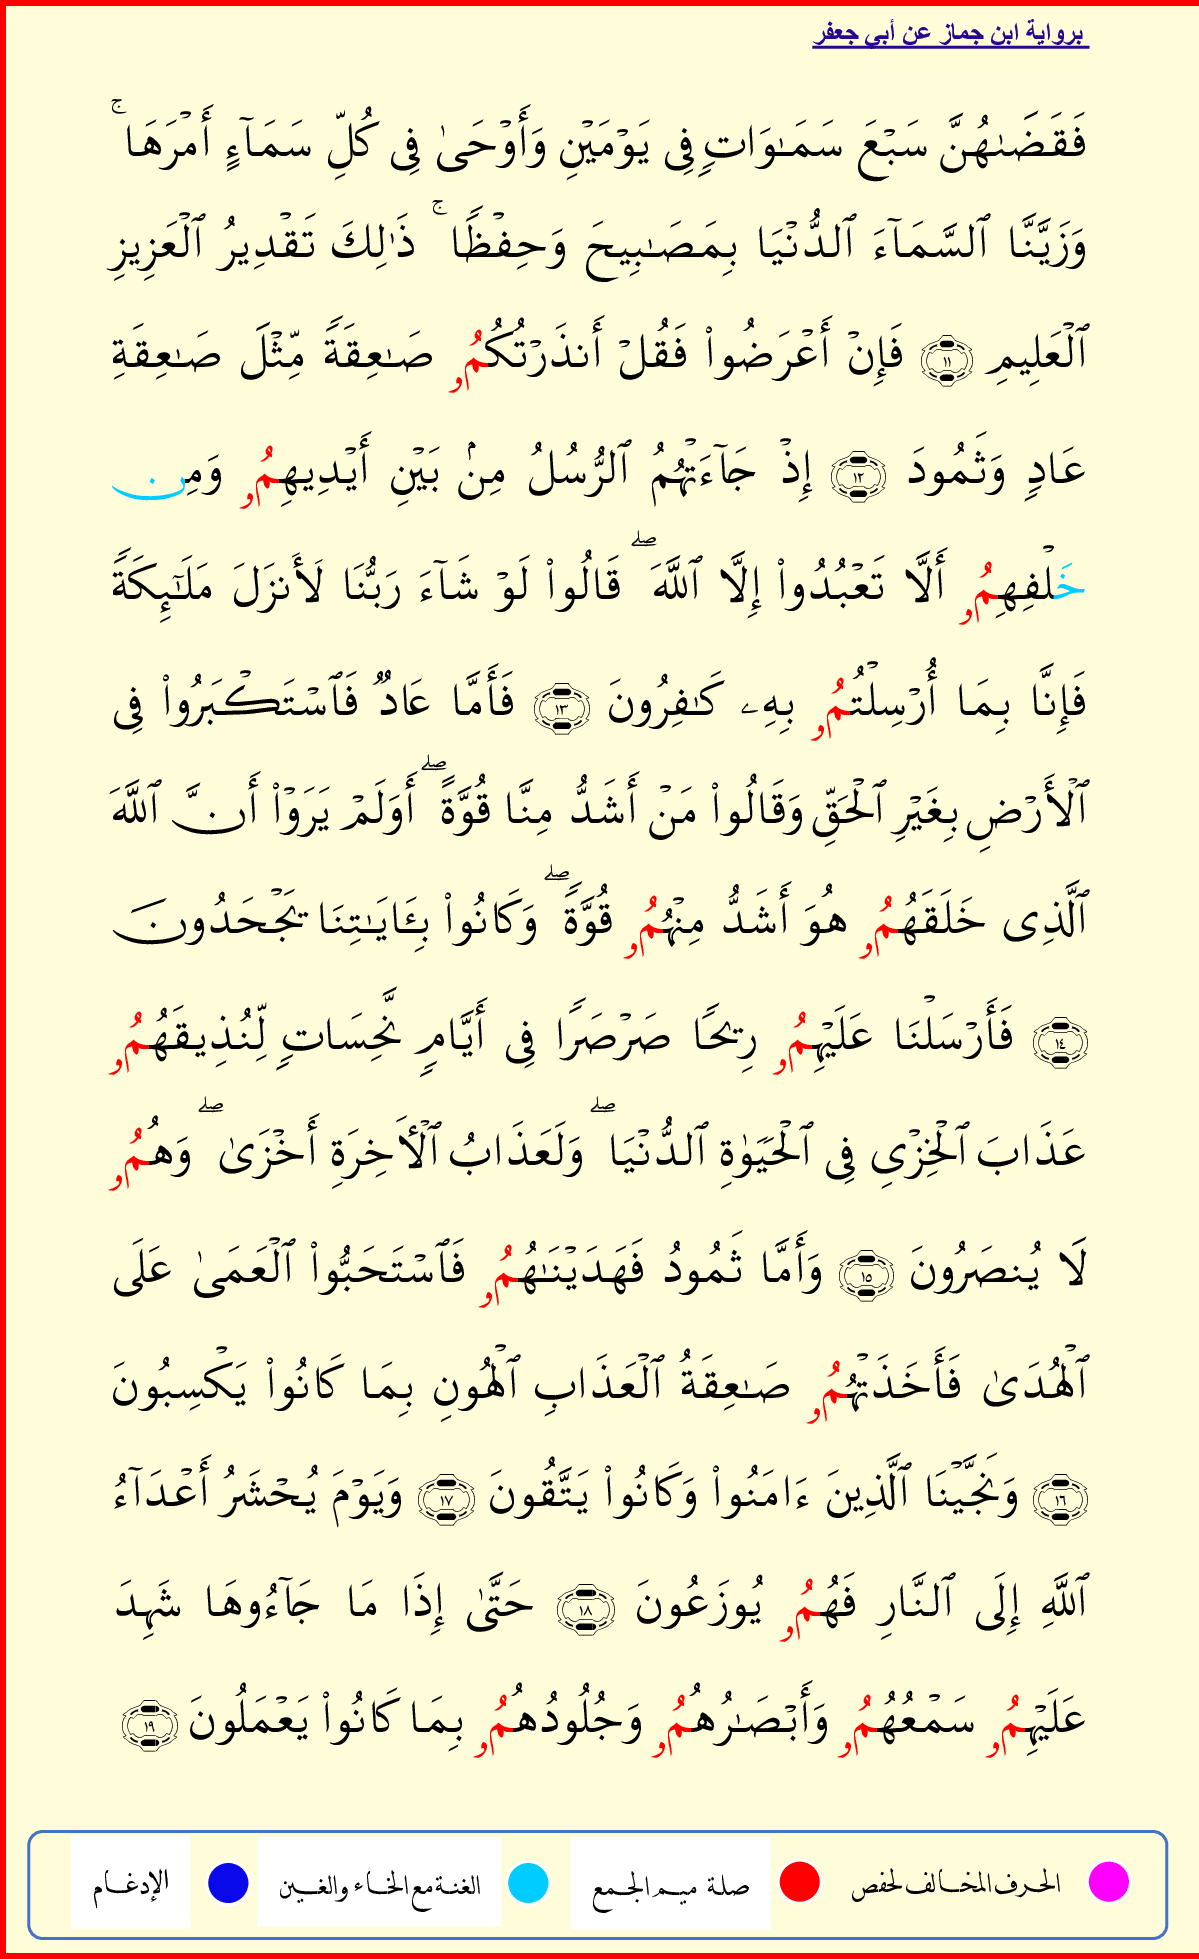 برواية ابن جماز عن أبي جعفر
فَقَضَىٰهُنَّ سَبْعَ سَمَٰوَاتٍ فِي يَوْمَيْنِ وَأَوْحَىٰ فِي كُلِّ سَمَآءٍ أَمْرَهَا ۚ
وَزَيَّنَّا ٱلسَّمَآءَ ٱلدُّنْيَا بِمَصَٰبِيحَ وَحِفْظًا ۚ ذَٰلِكَ تَقْدِيرُ ٱلْعَزِيزِ
ٱلْعَلِيمِ ١١ فَإِنْ أَعْرَضُوا۟ فَقُلْ أَنذَرْتُكُمُۥ صَٰعِقَةً مِّثْلَ صَٰعِقَةِ
عَادٍ وَثَمُودَ ١٢ إِذْ جَآءَتْهُمُ ٱلرُّسُلُ مِنۢ بَيْنِ أَيْدِيهِمُۥ وَمِن
خَلْفِهِمُۥ أَلَّا تَعْبُدُوا۟ إِلَّا ٱللَّهَ ۖ قَالُوا۟ لَوْ شَآءَ رَبُّنَا لَأَنزَلَ مَلَٰٓئِكَةً
فَإِنَّا بِمَا أُرْسِلْتُمُۥ بِهِۦ كَٰفِرُونَ ١٣ فَأَمَّا عَادٌ فَٱسْتَكْبَرُوا۟ فِي
ٱلْأَرْضِ بِغَيْرِ ٱلْحَقِّ وَقَالُوا۟ مَنْ أَشَدُّ مِنَّا قُوَّةً ۖ أَوَلَمْ يَرَوْا۟ أَنَّ ٱللَّهَ
ٱلَّذِي خَلَقَهُمُۥ هُوَ أَشَدُّ مِنْهُمُۥ قُوَّةً ۖ وَكَانُوا۟ بِـَٔايَٰتِنَا يَجْحَدُونَ
١٤ فَأَرْسَلْنَا عَلَيْهِمُۥ رِيحًا صَرْصَرًا فِي أَيَّامٍ نَّحِسَاتٍ لِّنُذِيقَهُمُۥ
عَذَابَ ٱلْخِزْيِ فِي ٱلْحَيَوٰةِ ٱلدُّنْيَا ۖ وَلَعَذَابُ ٱلْأَخِرَةِ أَخْزَىٰ ۖ وَهُمُۥ
لَا يُنصَرُونَ ١٥ وَأَمَّا ثَمُودُ فَهَدَيْنَٰهُمُۥ فَٱسْتَحَبُّوا۟ ٱلْعَمَىٰ عَلَى
ٱلْهُدَىٰ فَأَخَذَتْهُمُۥ صَٰعِقَةُ ٱلْعَذَابِ ٱلْهُونِ بِمَا كَانُوا۟ يَكْسِبُونَ
١٦ وَنَجَّيْنَا ٱلَّذِينَ ءَامَنُوا۟ وَكَانُوا۟ يَتَّقُونَ ١٧ وَيَوْمَ يُحْشَرُ أَعْدَآءُ
ٱللَّهِ إِلَى ٱلنَّارِ فَهُمُۥ يُوزَعُونَ ١٨ حَتَّىٰ إِذَا مَا جَآءُوهَا شَهِدَ
عَلَيْهِمُۥ سَمْعُهُمُۥ وَأَبْصَٰرُهُمُۥ وَجُلُودُهُمُۥ بِمَا كَانُوا۟ يَعْمَلُونَ ١٩
الحرف المخالف لحفص صلة ميم الجمع الغنة مع الخاء والغين الإدغام